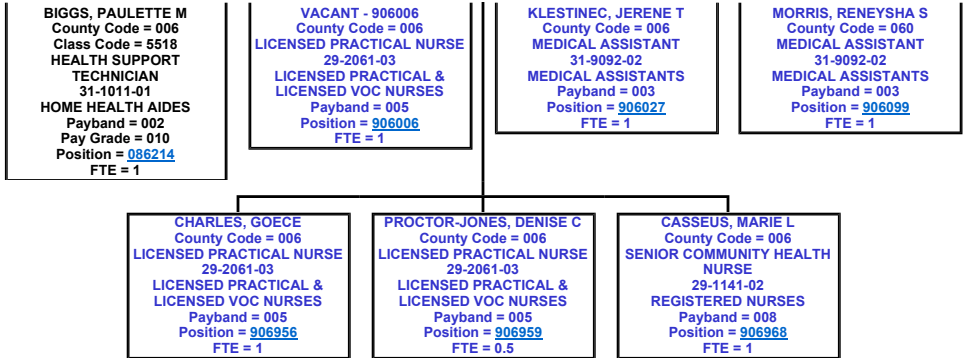 BIGGS, PAULETTE M
County Code = 006
Class Code = 5518
HEALTH SUPPORT
TECHNICIAN
31-1011-01
HOME HEALTH AIDES
Payband = 002
Pay Grade = 010
Position = 086214
FTE = 1
VACANT - 906006
County Code = 006
LICENSED PRACTICAL NURSE
29-2061-03
LICENSED PRACTICAL &
LICENSED VOC NURSES
Payband = 005
Position = 906006
FTE = 1
KLESTINEC, JERENE T
County Code = 006
MEDICAL ASSISTANT
31-9092-02
MEDICAL ASSISTANTS
Payband = 003
Position = 906027
FTE = 1
MORRIS, RENEYSHA S
County Code = 060
MEDICAL ASSISTANT
31-9092-02
MEDICAL ASSISTANTS
Payband = 003
Position = 906099
FTE = 1
CHARLES, GOECE
County Code = 006
LICENSED PRACTICAL NURSE
29-2061-03
LICENSED PRACTICAL &
LICENSED VOC NURSES
Payband = 005
Position = 906956
FTE = 1
PROCTOR-JONES, DENISE C
County Code = 006
LICENSED PRACTICAL NURSE
29-2061-03
LICENSED PRACTICAL &
LICENSED VOC NURSES
Payband = 005
Position = 906959
FTE = 0.5
CASSEUS, MARIE L
County Code = 006
SENIOR COMMUNITY HEALTH
NURSE
29-1141-02
REGISTERED NURSES
Payband = 008
Position = 906968
FTE = 1